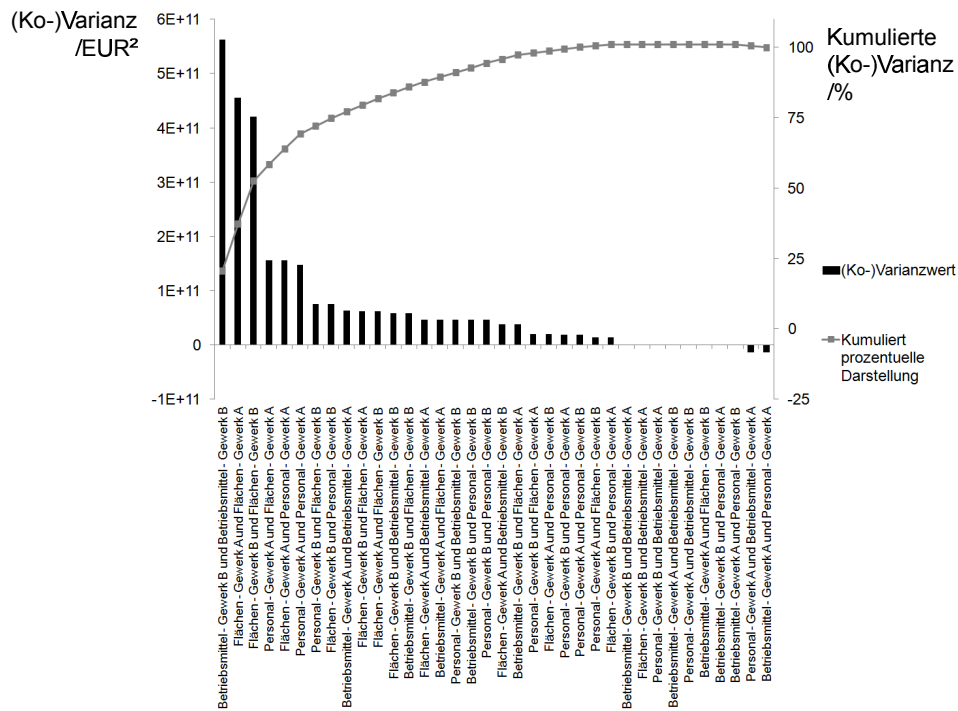 (Ko-)Varianz
/EUR²
6E+11
5E+11
4E+11
3E+11
2E+11
1E+11
0
-1E+11
Kumulierte
(Ko-)Varianz
/%
100
75
50
25
0
-25
(Ko-)Varianzwert
Kumuliert
prozentuelle
Darstellung
Betriebsmittel - Gewerk B und Betriebsmittel - Gewerk B
Flächen - Gewerk A und Flächen - Gewerk A
Flächen - Gewerk B und Flächen - Gewerk B
Personal - Gewerk A und Flächen - Gewerk A
Flächen - Gewerk A und Personal - Gewerk A
Personal - Gewerk A und Personal - Gewerk A
Personal - Gewerk B und Flächen - Gewerk B
Flächen - Gewerk B und Personal - Gewerk B
Betriebsmittel - Gewerk A und Betriebsmittel - Gewerk A
Flächen - Gewerk B und Flächen - Gewerk A
Flächen - Gewerk A und Flächen - Gewerk B
Flächen - Gewerk B und Betriebsmittel - Gewerk B
Betriebsmittel - Gewerk B und Flächen - Gewerk B
Flächen - Gewerk A und Betriebsmittel - Gewerk A
Betriebsmittel - Gewerk A und Flächen - Gewerk A
Personal - Gewerk B und Personal - Gewerk B
Betriebsmittel - Gewerk B und Personal - Gewerk B
Personal - Gewerk B und Betriebsmittel - Gewerk B
Flächen - Gewerk A und Betriebsmittel - Gewerk B
Betriebsmittel - Gewerk B und Flächen - Gewerk A
Personal - Gewerk A und Flächen - Gewerk B
Flächen - Gewerk B und Personal - Gewerk A
Personal - Gewerk B und Personal - Gewerk A
Personal - Gewerk A und Personal - Gewerk B
Personal - Gewerk B und Flächen - Gewerk A
Flächen - Gewerk A und Personal - Gewerk B
Betriebsmittel - Gewerk B und Betriebsmittel - Gewerk A
Flächen - Gewerk B und Betriebsmittel - Gewerk A
Personal - Gewerk B und Betriebsmittel - Gewerk A
Betriebsmittel - Gewerk A und Betriebsmittel - Gewerk B
Personal - Gewerk A und Betriebsmittel - Gewerk B
Betriebsmittel - Gewerk A und Flächen - Gewerk B
Betriebsmittel - Gewerk B und Personal - Gewerk A
Betriebsmittel - Gewerk A und Personal - Gewerk B
Personal - Gewerk A und Betriebsmittel - Gewerk A
Betriebsmittel - Gewerk A und Personal - Gewerk A